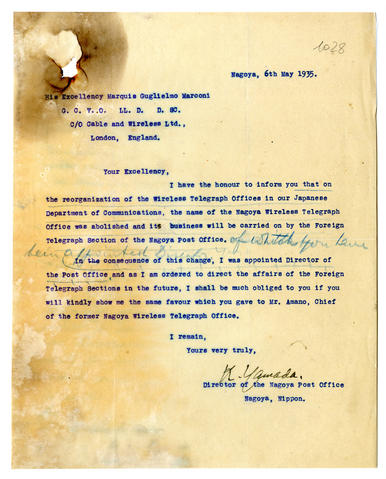 1028
Nagoya, 6th May 1935.
His Excellency Marquis Guglielmo Marconi
G. C. V. O. LL. D. D. SC.
C/O Cable and Wireless Ltd.,
London, England.
Your Excellency,
I have the honour to inform you that on
the reorganization of the Wireless Telegraph Offices in our Japanese
Department of Communications, the name of the Nagoya Wireless Telegraph
Office was abolished and its business will be carried on by the Foreign
Telegraph Section of the Nagoya Post Office. of which you have
been appointed Director
In the consequence of this change, I was appointed Director of
the Post Office and as I am ordered to direct the affairs of the Foreign
Telegraph Sections in the future, I shall be much obliged to you if you
will kindly show me the same favour which you gave to Mr. Amano, Chief
of the former Nagoya Wireless Telegraph Office.
I remain,
Yours very truly,
K. Yamada.
Director of the Nagoya Post Office
Nagoya, Nippon.